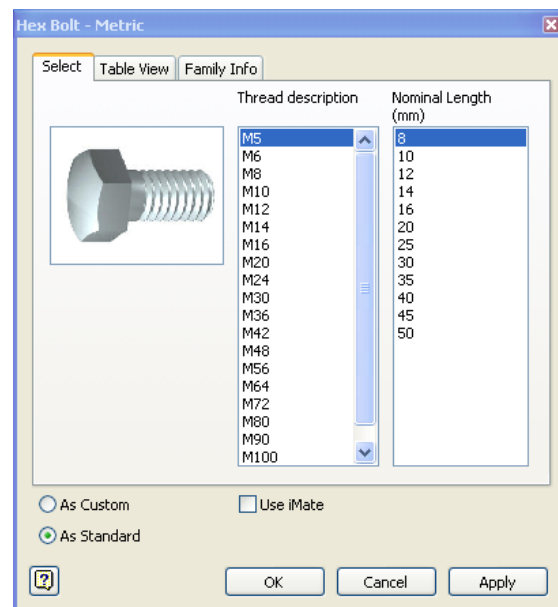 Hex Bolt - Metric
Select Table View Family Info
Thread description
M5
M6
M8
M10
M12
M14
M16
M20
M24
M30
M36
M42
M48
M56
M64
M72
M80
M90
M100
Nominal Length
(mm)
8
10
12
14
16
20
25
30
35
40
45
50
As Custom
Use iMate
As Standard
?
OK Cancel Apply